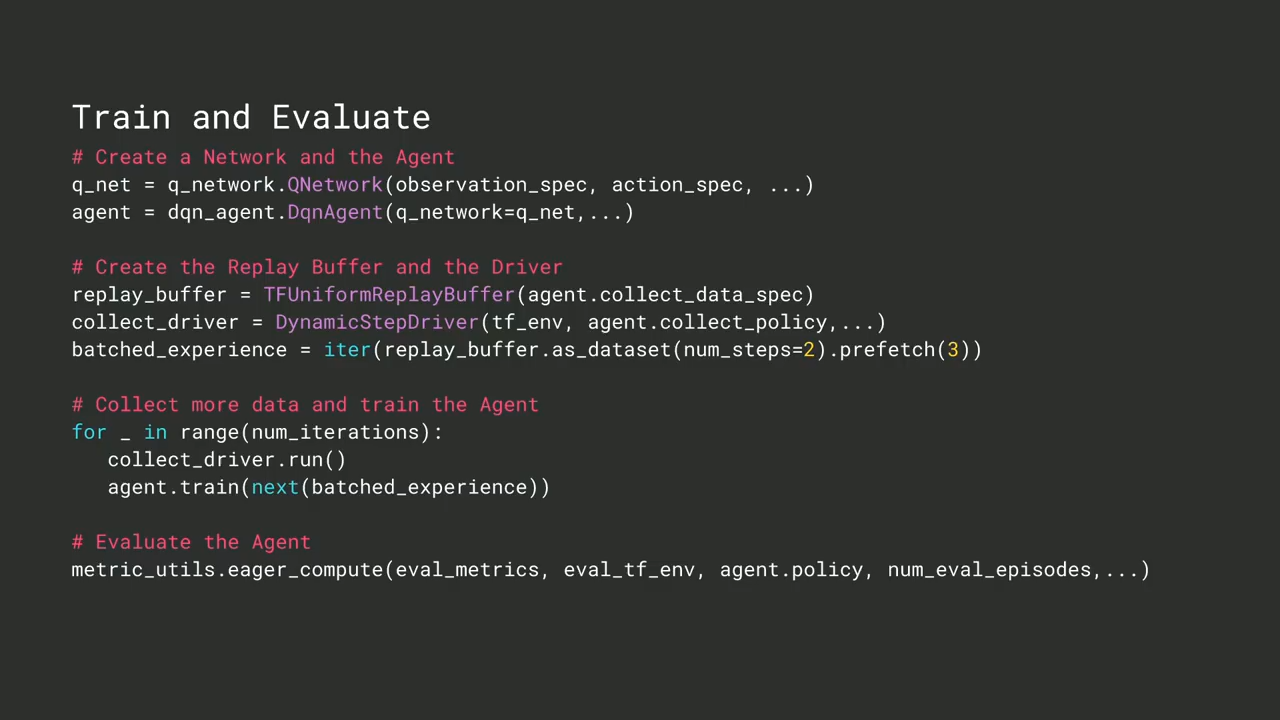 Train and Evaluate
# Create a Network and the Agent
q_net = q_network.QNetwork(observation_spec, action_spec, ...)
agent = dqn_agent.DqnAgent(q_network=q_net,...)
# Create the Replay Buffer and the Driver
replay_buffer = TFUniformReplayBuffer(agent.collect_data_spec)
collect_driver = DynamicStepDriver(tf_env, agent.collect_policy,...)
batched_experience = iter(replay_buffer.as_dataset(num_steps=2).prefetch(3))
# Collect more data and train the Agent
for _ in range(num_iterations):
   collect_driver.run()
   agent.train(next(batched_experience))
# Evaluate the Agent
metric_utils.eager_compute(eval_metrics, eval_tf_env, agent.policy, num_eval_episodes,...)